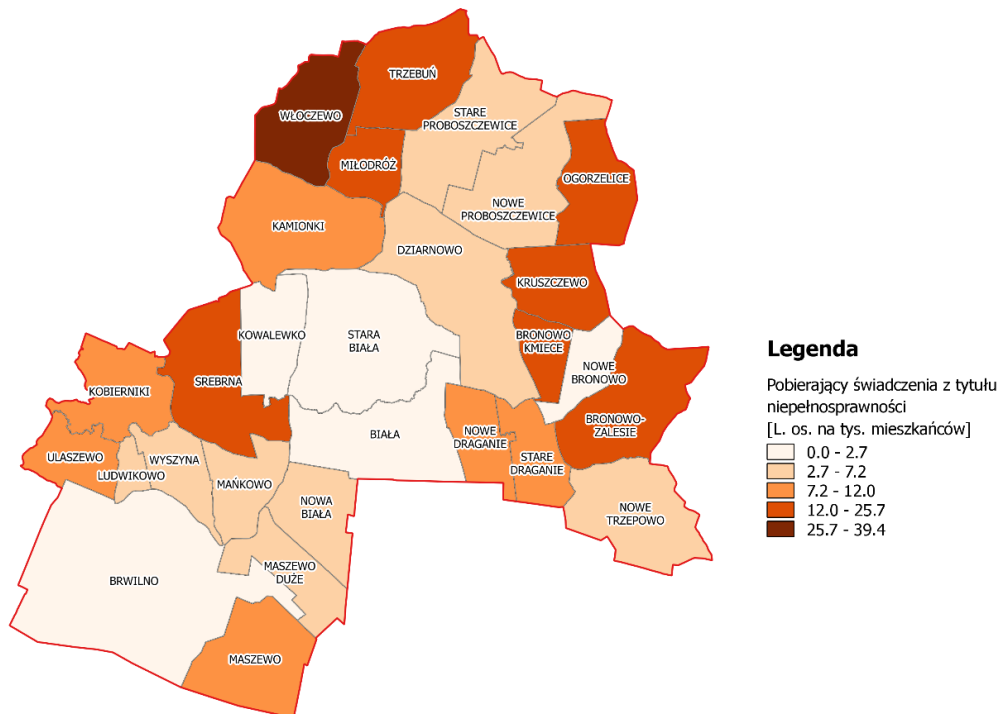 TRZEBUŃ
WŁOCZEWO
STARE
PROBOSZCZEWICE
MIŁODRÓŻ
OGORZELICE
NOWE
PROBOSZCZEWICE
KAMIONKI
DZIARNOWO
KRUSZCZEWO
KOWALEWKO
STARA
BIAŁA
BRONOWO
KMIECE
NOWE
BRONOWO
SREBRNA
KOBIERNIKI
BRONOWO-
ZALESIE
BIAŁA
NOWE
DRAGANIE
STARE
DRAGANIE
ULASZEWO
WYSZYNA
LUDWIKOWO
MAŃKOWO
NOWA
BIAŁA
NOWE
TRZEPOWO
MASZEWO
DUŻE
BRWILNO
MASZEWO
Legenda
Pobierający świadczenia z tytułu
niepełnosprawności
[L. os. na tys. mieszkańców]
0.0 - 2.7
2.7 - 7.2
7.2 - 12.0
12.0 - 25.7
25.7 - 39.4